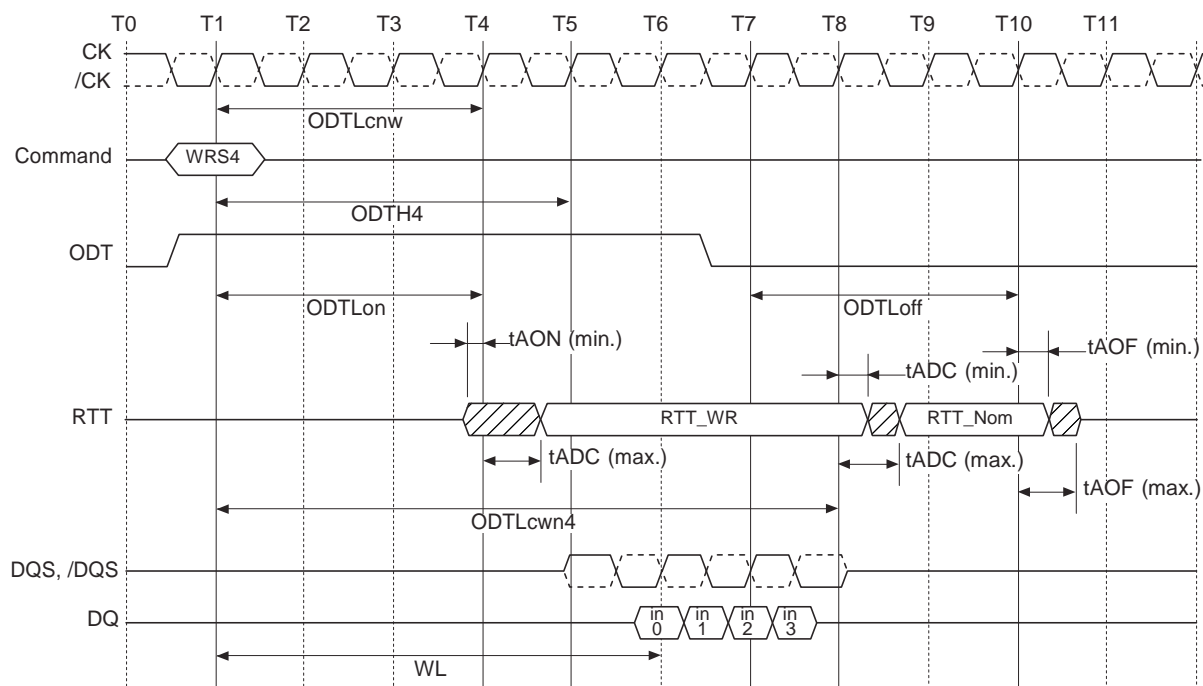 T0 T1 T2 T3 T4 T5 T6 T7 T8 T9 T10 T11
CK
/CK
ODTLcnw
Command WRS4
ODTH4
ODT
ODTLon ODTLoff
tAON (min.) tAOF (min.)
tADC (min.)
RTT RTT_WR RTT_Nom
tADC (max.) tADC (max.)
tAOF (max.)
ODTLcwn4
DQS, /DQS
DQ in 0 in 1 in 2 in 3
WL